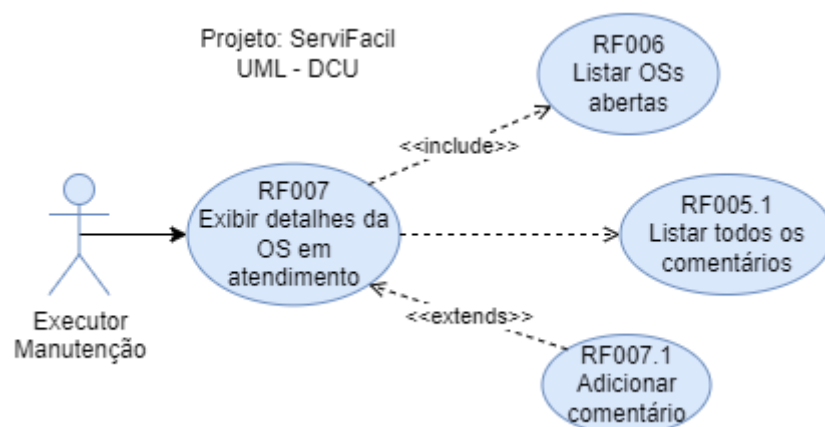 Projeto: ServiFacil
UML - DCU
RF006
Listar OSs
abertas
<<include>>
RF007
Exibir detalhes da
OS em
atendimento
RF005.1
Listar todos os
comentários
<<extends>>
Executor
Manutenção
RF007.1
Adicionar
comentário